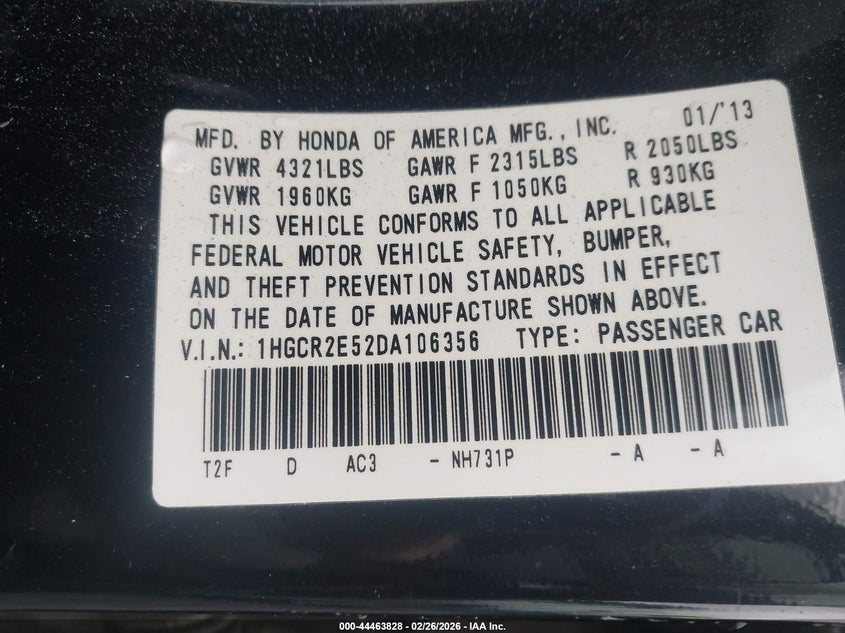 MFD. BY HONDA OF AMERICA MFG., INC. 01/'13
GVWR 4321LBS GAWR F 2315LBS R 2050LBS
GVWR 1960KG GAWR F 1050KG R 930KG
THIS VEHICLE CONFORMS TO ALL APPLICABLE
FEDERAL MOTOR VEHICLE SAFETY, BUMPER,
AND THEFT PREVENTION STANDARDS IN EFFECT
ON THE DATE OF MANUFACTURE SHOWN ABOVE.
V.I.N.: 1HGCR2E52DA106356 TYPE: PASSENGER CAR
T2F D AC3 - NH731P - A - A
000-44463828 - 02/26/2026 - IAA Inc.